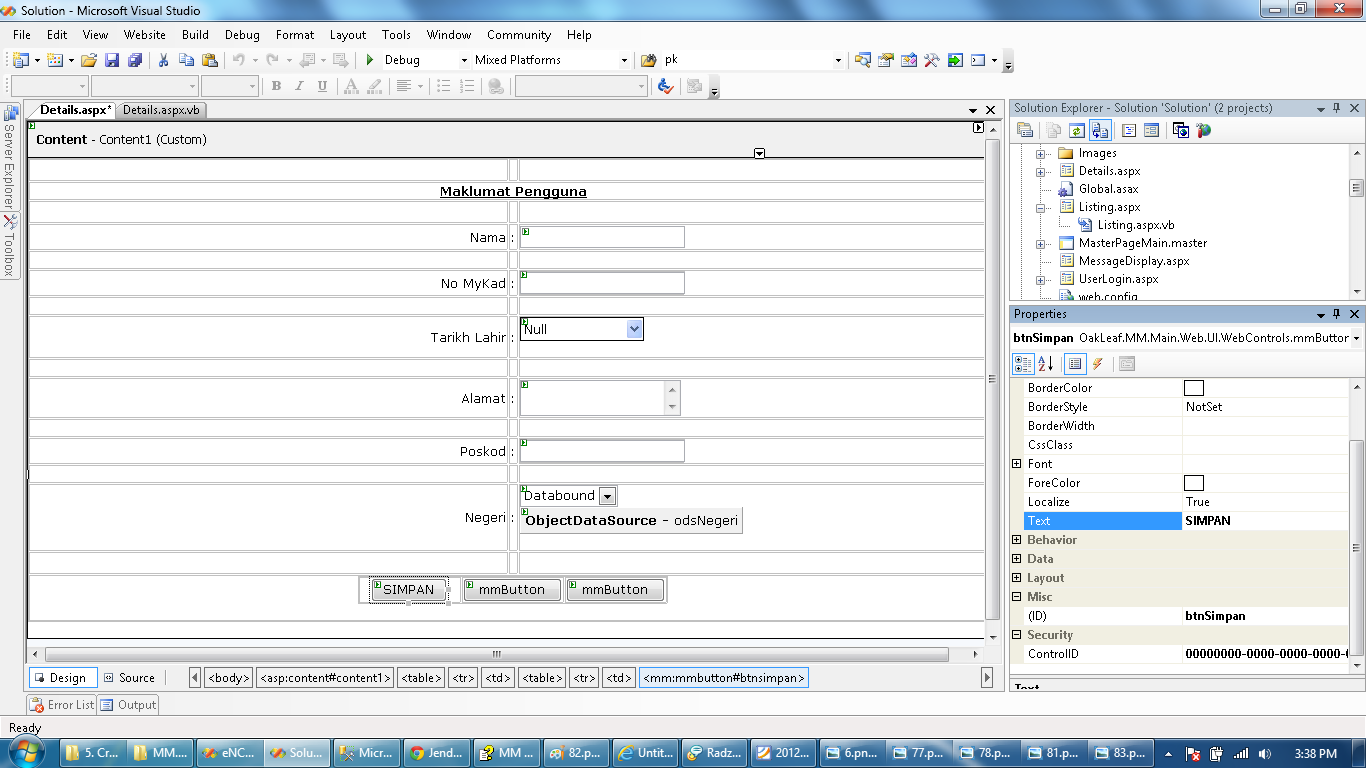 Solution - Microsoft Visual Studio
File Edit View Website Build Debug Format Layout Tools Window Community Help
Debug Mixed Platforms pk
B I U A
Details.aspx* Details.aspx.vb
Server Explorer
Toolbox
Content - Content1 (Custom)
Maklumat Pengguna
Nama :
No MyKad :
Tarikh Lahir : Null
Alamat :
Poskod :
Negeri : Databound
ObjectDataSource - odsNegeri
SIMPAN mmButton mmButton
Design Source <body> <asp:content#content1> <table> <tr> <td> <table> <tr> <td> <mm:mmbutton#btnsimpan>
Error List Output
Ready
Solution Explorer - Solution 'Solution' (2 projects)
Images
Details.aspx
Global.asax
Listing.aspx
Listing.aspx.vb
MasterPageMain.master
MessageDisplay.aspx
UserLogin.aspx
web.config
Properties
btnSimpan OakLeaf.MM.Main.Web.UI.WebControls.mmButton
BorderColor
BorderStyle NotSet
BorderWidth
CssClass
Font
ForeColor
Localize True
Text SIMPAN
Behavior
Data
Layout
Misc
(ID) btnSimpan
Security
ControlID 00000000-0000-0000-0000-0
Text
5. Cr... MM.... eNC... Solu... Micr... Jend... MM ... 82.p... Untit... Radz... 2012... 6.pn... 77.p... 78.p... 81.p... 83.p... 3:38 PM